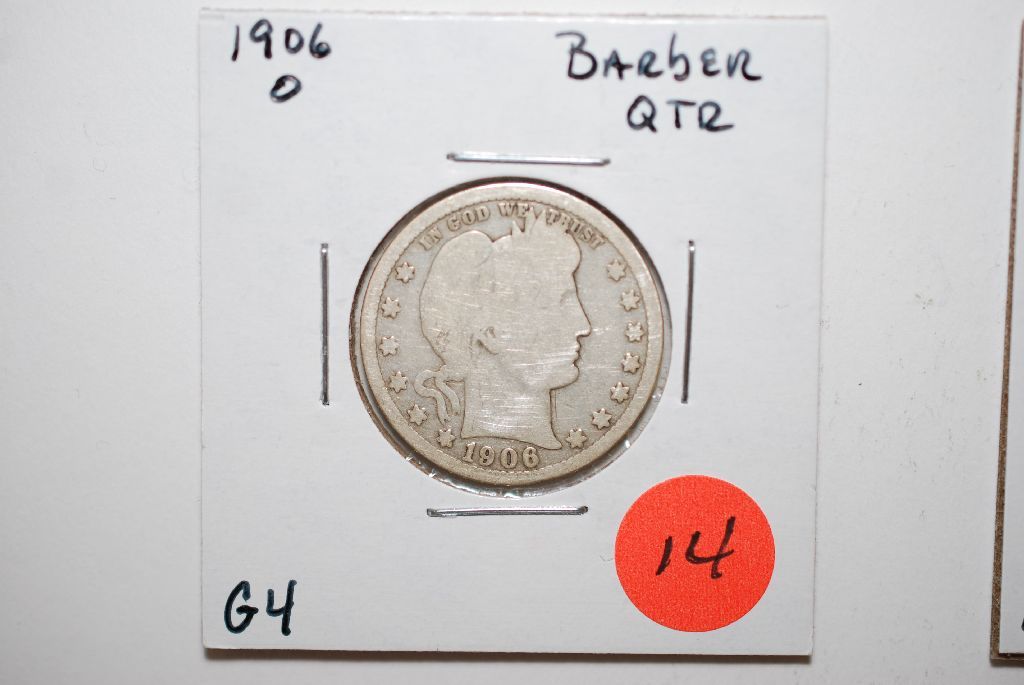 1906
O
BARBER
QTR
IN GOD WE TRUST
1906
14
G4